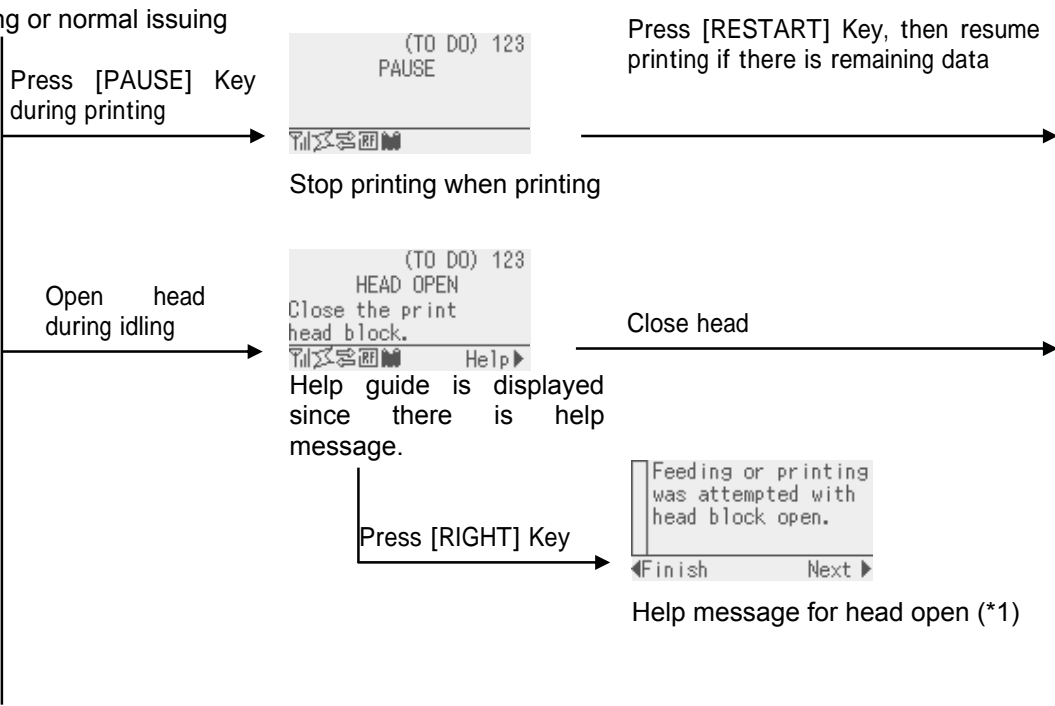 ng or normal issuing
Press [PAUSE] Key
during printing
(TO DO) 123
PAUSE
RF
Stop printing when printing
Press [RESTART] Key, then resume
printing if there is remaining data
Open head
during idling
(TO DO) 123
HEAD OPEN
Close the print
head block.
RF Help
Help guide is displayed
since there is help
message.
Close head
Press [RIGHT] Key
Feeding or printing
was attempted with
head block open.
Finish Next
Help message for head open (*1)